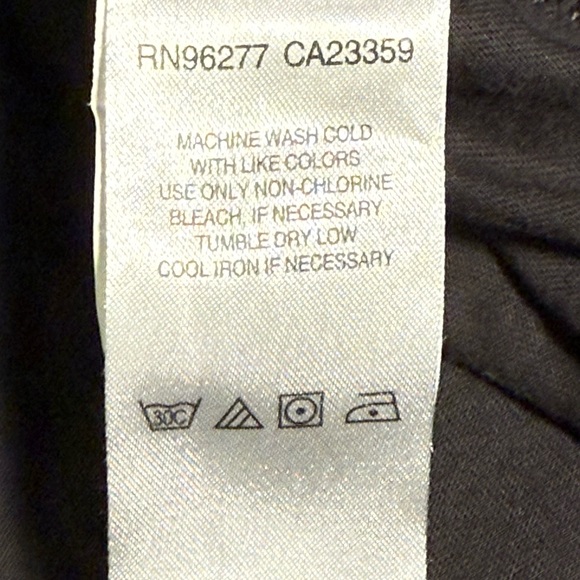 RN96277 CA23359
MACHINE WASH COLD
WITH LIKE COLORS
USE ONLY NON-CHLORINE
BLEACH, IF NECESSARY
TUMBLE DRY LOW
COOL IRON IF NECESSARY
30C